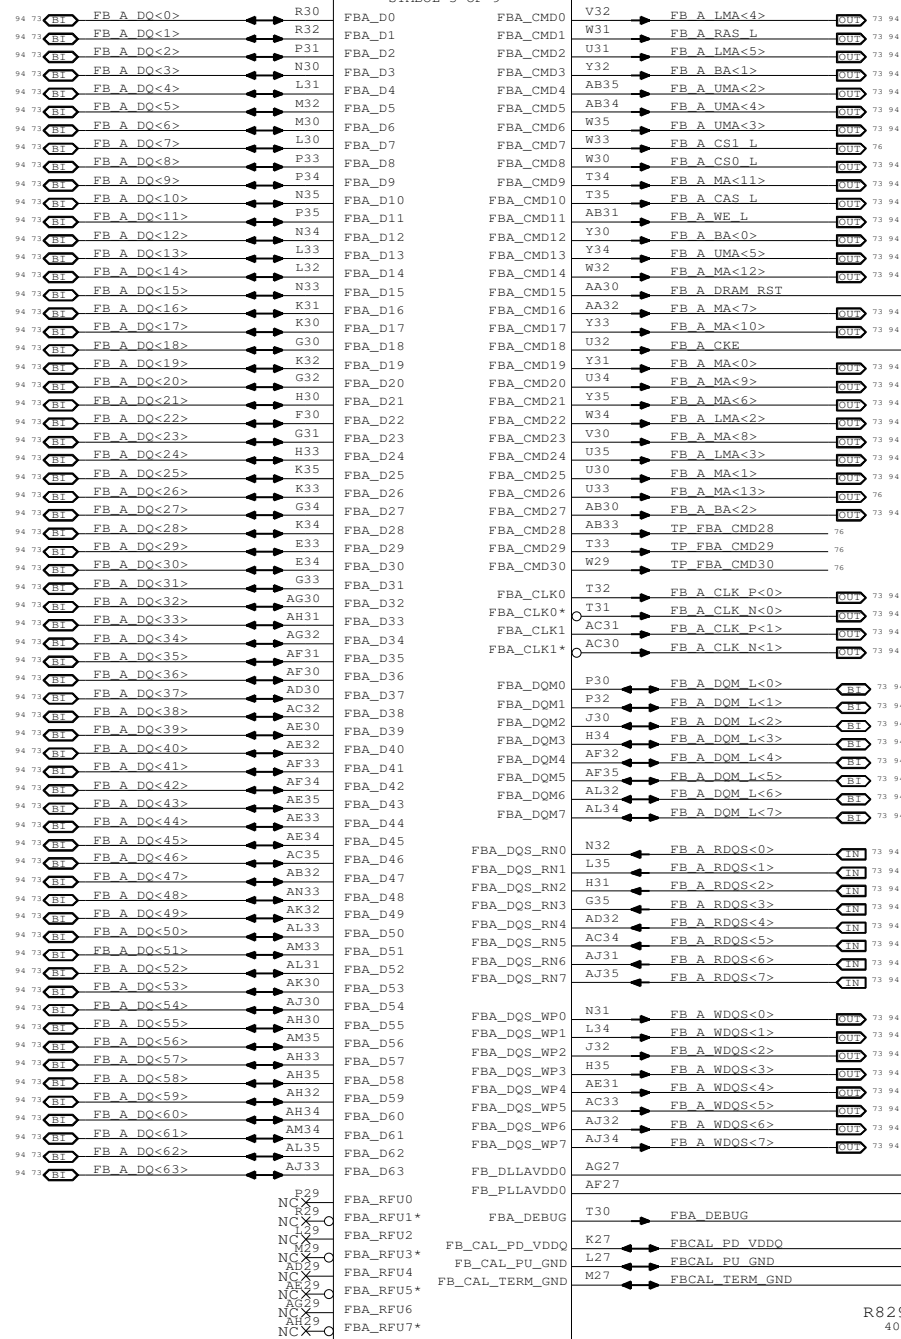 94 73 BI FB_A_DQ<0> R30 FBA_D0
94 73 BI FB_A_DQ<1> R32 FBA_D1
94 73 BI FB_A_DQ<2> P31 FBA_D2
94 73 BI FB_A_DQ<3> N30 FBA_D3
94 73 BI FB_A_DQ<4> L31 FBA_D4
94 73 BI FB_A_DQ<5> M32 FBA_D5
94 73 BI FB_A_DQ<6> M30 FBA_D6
94 73 BI FB_A_DQ<7> L30 FBA_D7
94 73 BI FB_A_DQ<8> P33 FBA_D8
94 73 BI FB_A_DQ<9> P34 FBA_D9
94 73 BI FB_A_DQ<10> N35 FBA_D10
94 73 BI FB_A_DQ<11> P35 FBA_D11
94 73 BI FB_A_DQ<12> N34 FBA_D12
94 73 BI FB_A_DQ<13> L33 FBA_D13
94 73 BI FB_A_DQ<14> L32 FBA_D14
94 73 BI FB_A_DQ<15> N33 FBA_D15
94 73 BI FB_A_DQ<16> K31 FBA_D16
94 73 BI FB_A_DQ<17> K30 FBA_D17
94 73 BI FB_A_DQ<18> G30 FBA_D18
94 73 BI FB_A_DQ<19> K32 FBA_D19
94 73 BI FB_A_DQ<20> G32 FBA_D20
94 73 BI FB_A_DQ<21> H30 FBA_D21
94 73 BI FB_A_DQ<22> F30 FBA_D22
94 73 BI FB_A_DQ<23> G31 FBA_D23
94 73 BI FB_A_DQ<24> H33 FBA_D24
94 73 BI FB_A_DQ<25> K35 FBA_D25
94 73 BI FB_A_DQ<26> K33 FBA_D26
94 73 BI FB_A_DQ<27> G34 FBA_D27
94 73 BI FB_A_DQ<28> K34 FBA_D28
94 73 BI FB_A_DQ<29> E33 FBA_D29
94 73 BI FB_A_DQ<30> E34 FBA_D30
94 73 BI FB_A_DQ<31> G33 FBA_D31
94 73 BI FB_A_DQ<32> AG30 FBA_D32
94 73 BI FB_A_DQ<33> AH31 FBA_D33
94 73 BI FB_A_DQ<34> AG32 FBA_D34
94 73 BI FB_A_DQ<35> AF31 FBA_D35
94 73 BI FB_A_DQ<36> AF30 FBA_D36
94 73 BI FB_A_DQ<37> AD30 FBA_D37
94 73 BI FB_A_DQ<38> AC32 FBA_D38
94 73 BI FB_A_DQ<39> AE30 FBA_D39
94 73 BI FB_A_DQ<40> AE32 FBA_D40
94 73 BI FB_A_DQ<41> AF33 FBA_D41
94 73 BI FB_A_DQ<42> AF34 FBA_D42
94 73 BI FB_A_DQ<43> AE35 FBA_D43
94 73 BI FB_A_DQ<44> AE33 FBA_D44
94 73 BI FB_A_DQ<45> AE34 FBA_D45
94 73 BI FB_A_DQ<46> AC35 FBA_D46
94 73 BI FB_A_DQ<47> AB32 FBA_D47
94 73 BI FB_A_DQ<48> AN33 FBA_D48
94 73 BI FB_A_DQ<49> AK32 FBA_D49
94 73 BI FB_A_DQ<50> AL33 FBA_D50
94 73 BI FB_A_DQ<51> AM33 FBA_D51
94 73 BI FB_A_DQ<52> AL31 FBA_D52
94 73 BI FB_A_DQ<53> AK30 FBA_D53
94 73 BI FB_A_DQ<54> AJ30 FBA_D54
94 73 BI FB_A_DQ<55> AH30 FBA_D55
94 73 BI FB_A_DQ<56> AM35 FBA_D56
94 73 BI FB_A_DQ<57> AH33 FBA_D57
94 73 BI FB_A_DQ<58> AH35 FBA_D58
94 73 BI FB_A_DQ<59> AH32 FBA_D59
94 73 BI FB_A_DQ<60> AH34 FBA_D60
94 73 BI FB_A_DQ<61> AM34 FBA_D61
94 73 BI FB_A_DQ<62> AL35 FBA_D62
94 73 BI FB_A_DQ<63> AJ33 FBA_D63
NC P29 FBA_RFU0
NC R29 FBA_RFU1*
NC L29 FBA_RFU2
NC M29 FBA_RFU3*
NC AD29 FBA_RFU4
NC AE29 FBA_RFU5*
NC AG29 FBA_RFU6
NC AH29 FBA_RFU7*
FBA_CMD0 V32 FB_A_LMA<4> OUT 73 94
FBA_CMD1 W31 FB_A_RAS_L OUT 73 94
FBA_CMD2 U31 FB_A_LMA<5> OUT 73 94
FBA_CMD3 Y32 FB_A_BA<1> OUT 73 94
FBA_CMD4 AB35 FB_A_UMA<2> OUT 73 94
FBA_CMD5 AB34 FB_A_UMA<4> OUT 73 94
FBA_CMD6 W35 FB_A_UMA<3> OUT 73 94
FBA_CMD7 W33 FB_A_CS1_L OUT 76
FBA_CMD8 W30 FB_A_CS0_L OUT 73 94
FBA_CMD9 T34 FB_A_MA<11> OUT 73 94
FBA_CMD10 T35 FB_A_CAS_L OUT 73 94
FBA_CMD11 AB31 FB_A_WE_L OUT 73 94
FBA_CMD12 Y30 FB_A_BA<0> OUT 73 94
FBA_CMD13 Y34 FB_A_UMA<5> OUT 73 94
FBA_CMD14 W32 FB_A_MA<12> OUT 73 94
FBA_CMD15 AA30 FB_A_DRAM_RST
FBA_CMD16 AA32 FB_A_MA<7> OUT 73 94
FBA_CMD17 Y33 FB_A_MA<10> OUT 73 94
FBA_CMD18 U32 FB_A_CKE
FBA_CMD19 Y31 FB_A_MA<0> OUT 73 94
FBA_CMD20 U34 FB_A_MA<9> OUT 73 94
FBA_CMD21 Y35 FB_A_MA<6> OUT 73 94
FBA_CMD22 W34 FB_A_LMA<2> OUT 73 94
FBA_CMD23 V30 FB_A_MA<8> OUT 73 94
FBA_CMD24 U35 FB_A_LMA<3> OUT 73 94
FBA_CMD25 U30 FB_A_MA<1> OUT 73 94
FBA_CMD26 U33 FB_A_MA<13> OUT 76
FBA_CMD27 AB30 FB_A_BA<2> OUT 73 94
FBA_CMD28 AB33 TP_FBA_CMD28 76
FBA_CMD29 T33 TP_FBA_CMD29 76
FBA_CMD30 W29 TP_FBA_CMD30 76
FBA_CLK0 T32 FB_A_CLK_P<0> OUT 73 94
FBA_CLK0* T31 FB_A_CLK_N<0> OUT 73 94
FBA_CLK1 AC31 FB_A_CLK_P<1> OUT 73 94
FBA_CLK1* AC30 FB_A_CLK_N<1> OUT 73 94
FBA_DQM0 P30 FB_A_DQM_L<0> BI 73 94
FBA_DQM1 P32 FB_A_DQM_L<1> BI 73 94
FBA_DQM2 J30 FB_A_DQM_L<2> BI 73 94
FBA_DQM3 H34 FB_A_DQM_L<3> BI 73 94
FBA_DQM4 AF32 FB_A_DQM_L<4> BI 73 94
FBA_DQM5 AF35 FB_A_DQM_L<5> BI 73 94
FBA_DQM6 AL32 FB_A_DQM_L<6> BI 73 94
FBA_DQM7 AL34 FB_A_DQM_L<7> BI 73 94
FBA_DQS_RN0 N32 FB_A_RDQS<0> IN 73 94
FBA_DQS_RN1 L35 FB_A_RDQS<1> IN 73 94
FBA_DQS_RN2 H31 FB_A_RDQS<2> IN 73 94
FBA_DQS_RN3 G35 FB_A_RDQS<3> IN 73 94
FBA_DQS_RN4 AD32 FB_A_RDQS<4> IN 73 94
FBA_DQS_RN5 AC34 FB_A_RDQS<5> IN 73 94
FBA_DQS_RN6 AJ31 FB_A_RDQS<6> IN 73 94
FBA_DQS_RN7 AJ35 FB_A_RDQS<7> IN 73 94
FBA_DQS_WP0 N31 FB_A_WDQS<0> OUT 73 94
FBA_DQS_WP1 L34 FB_A_WDQS<1> OUT 73 94
FBA_DQS_WP2 J32 FB_A_WDQS<2> OUT 73 94
FBA_DQS_WP3 H35 FB_A_WDQS<3> OUT 73 94
FBA_DQS_WP4 AE31 FB_A_WDQS<4> OUT 73 94
FBA_DQS_WP5 AC33 FB_A_WDQS<5> OUT 73 94
FBA_DQS_WP6 AJ32 FB_A_WDQS<6> OUT 73 94
FBA_DQS_WP7 AJ34 FB_A_WDQS<7> OUT 73 94
FB_DLLAVDD0 AG27
FB_PLLAVDD0 AF27
FBA_DEBUG T30 FBA_DEBUG
FB_CAL_PD_VDDQ K27 FBCAL_PD_VDDQ
FB_CAL_PU_GND L27 FBCAL_PU_GND
FB_CAL_TERM_GND M27 FBCAL_TERM_GND
R829
40